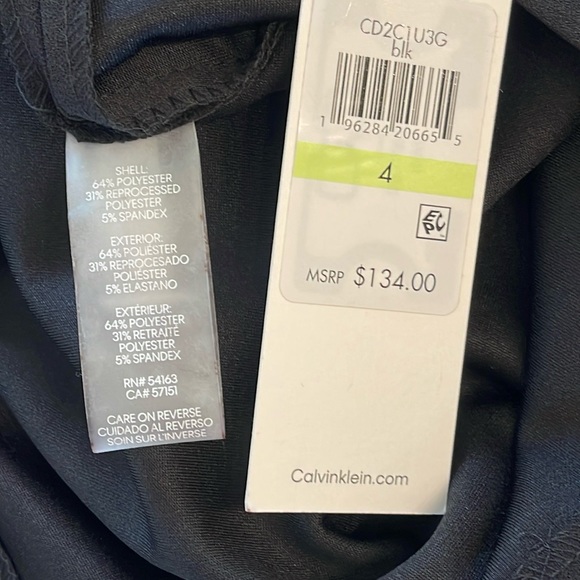 SHELL:
64% POLYESTER
31% REPROCESSED
POLYESTER
5% SPANDEX
EXTERIOR:
64% POLIÉSTER
31% REPROCESADO
POLIÉSTER
5% ELASTANO
EXTÉRIEUR:
64% POLYESTER
31% RETRAITÉ
POLYESTER
5% SPANDEX
RN# 54163
CA# 57151
CARE ON REVERSE
CUIDADO AL REVERSO
SOIN SUR L'INVERSE
CD2C1U3G
blk
1 96284 20665 5
4
EPC
MSRP $134.00
Calvinklein.com